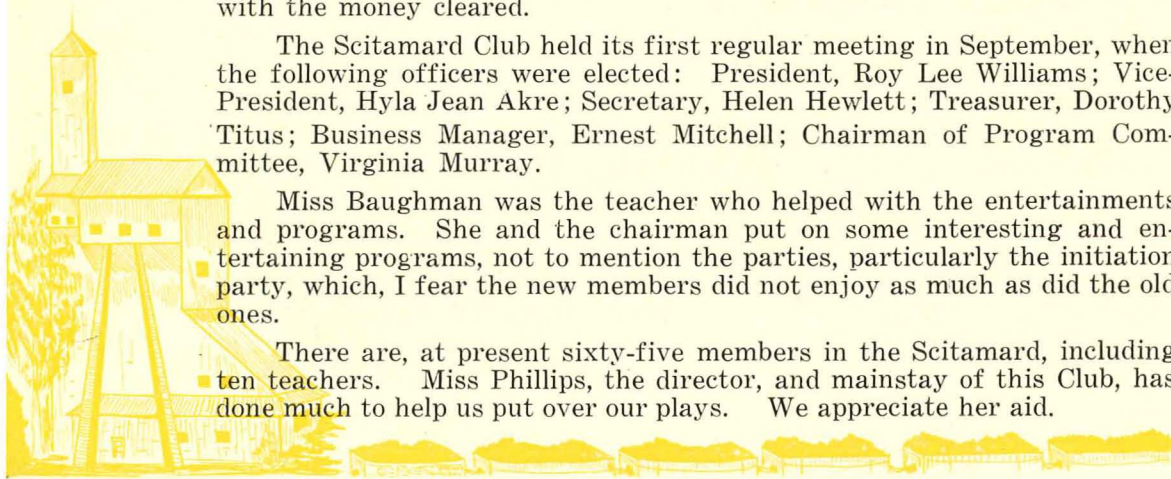 with the money cleared.
The Scitamard Club held its first regular meeting in September, when
the following officers were elected: President, Roy Lee Williams; Vice-
President, Hyla Jean Akre; Secretary, Helen Hewlett; Treasurer, Dorothy
Titus; Business Manager, Ernest Mitchell; Chairman of Program Com-
mittee, Virginia Murray.
Miss Baughman was the teacher who helped with the entertainments
and programs. She and the chairman put on some interesting and en-
tertaining programs, not to mention the parties, particularly the initiation
party, which, I fear the new members did not enjoy as much as did the old
ones.
There are, at present sixty-five members in the Scitamard, including
ten teachers. Miss Phillips, the director, and mainstay of this Club, has
done much to help us put over our plays. We appreciate her aid.